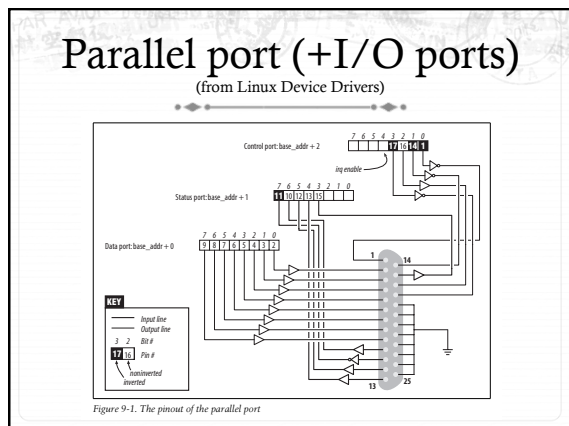 Parallel port (+I/O ports)
(from Linux Device Drivers)
7 6 5 4 3 2 1 0
Control port: base_addr + 2
17 16 14 1
irq enable
7 6 5 4 3 2 1 0
Status port: base_addr + 1
11 10 12 13 15
7 6 5 4 3 2 1 0
Data port: base_addr + 0
9 8 7 6 5 4 3 2
1 14
KEY
Input line
Output line
3 2 Bit #
17 16 Pin #
noninverted
inverted
13 25
Figure 9-1. The pinout of the parallel port